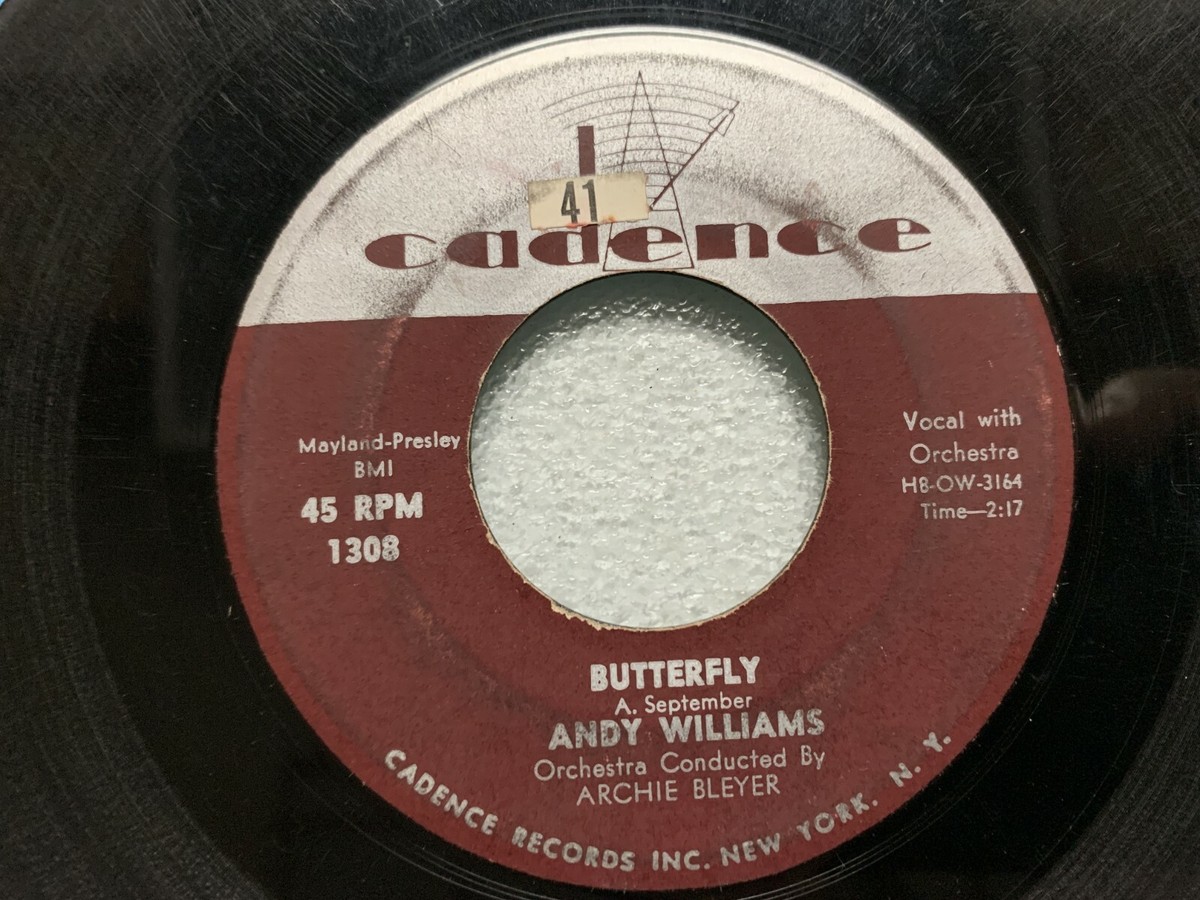 41
cadence
Mayland-Presley
BMI
45 RPM
1308
Vocal with
Orchestra
HB-OW-3164
Time—2:17
BUTTERFLY
A. September
ANDY WILLIAMS
Orchestra Conducted By
ARCHIE BLEYER
CADENCE RECORDS INC. NEW YORK. N. Y.